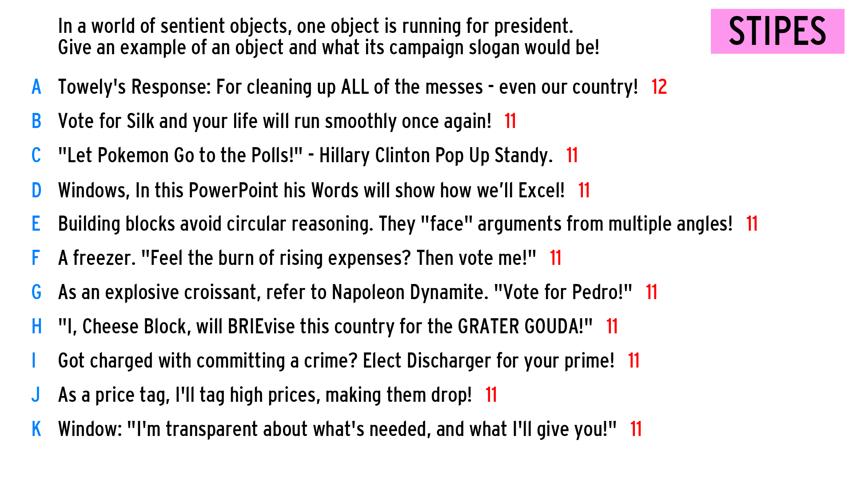 In a world of sentient objects, one object is running for president.
Give an example of an object and what its campaign slogan would be!
STIPES
A Towely's Response: For cleaning up ALL of the messes - even our country! 12
B Vote for Silk and your life will run smoothly once again! 11
C "Let Pokemon Go to the Polls!" - Hillary Clinton Pop Up Standy. 11
D Windows, In this PowerPoint his Words will show how we'll Excel! 11
E Building blocks avoid circular reasoning. They "face" arguments from multiple angles! 11
F A freezer. "Feel the burn of rising expenses? Then vote me!" 11
G As an explosive croissant, refer to Napoleon Dynamite. "Vote for Pedro!" 11
H "I, Cheese Block, will BRIEvise this country for the GRATER GOUDA!" 11
I Got charged with committing a crime? Elect Discharger for your prime! 11
J As a price tag, I'll tag high prices, making them drop! 11
K Window: "I'm transparent about what's needed, and what I'll give you!" 11